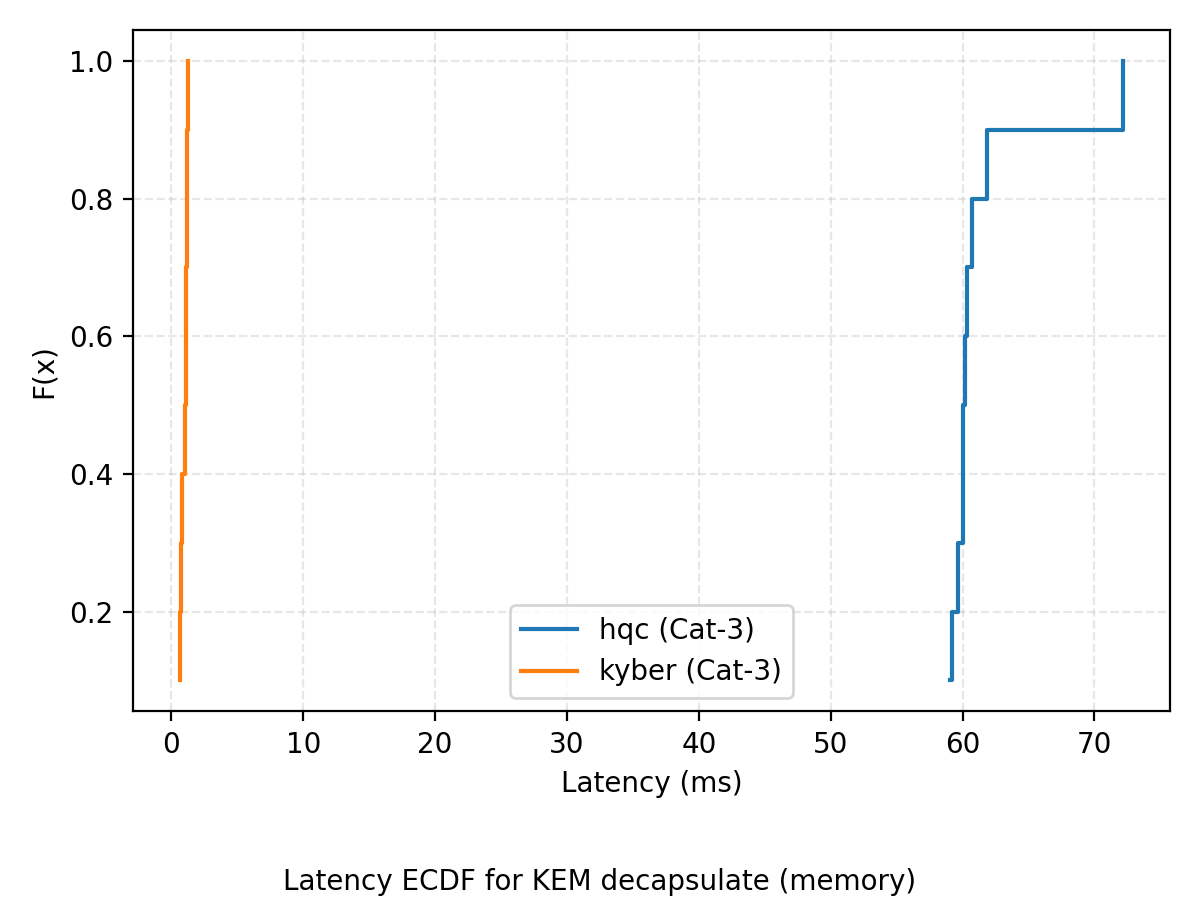 1.0
0.8
0.6
0.4
0.2
F(x)
hqc (Cat-3)
kyber (Cat-3)
0 10 20 30 40 50 60 70
Latency (ms)
Latency ECDF for KEM decapsulate (memory)